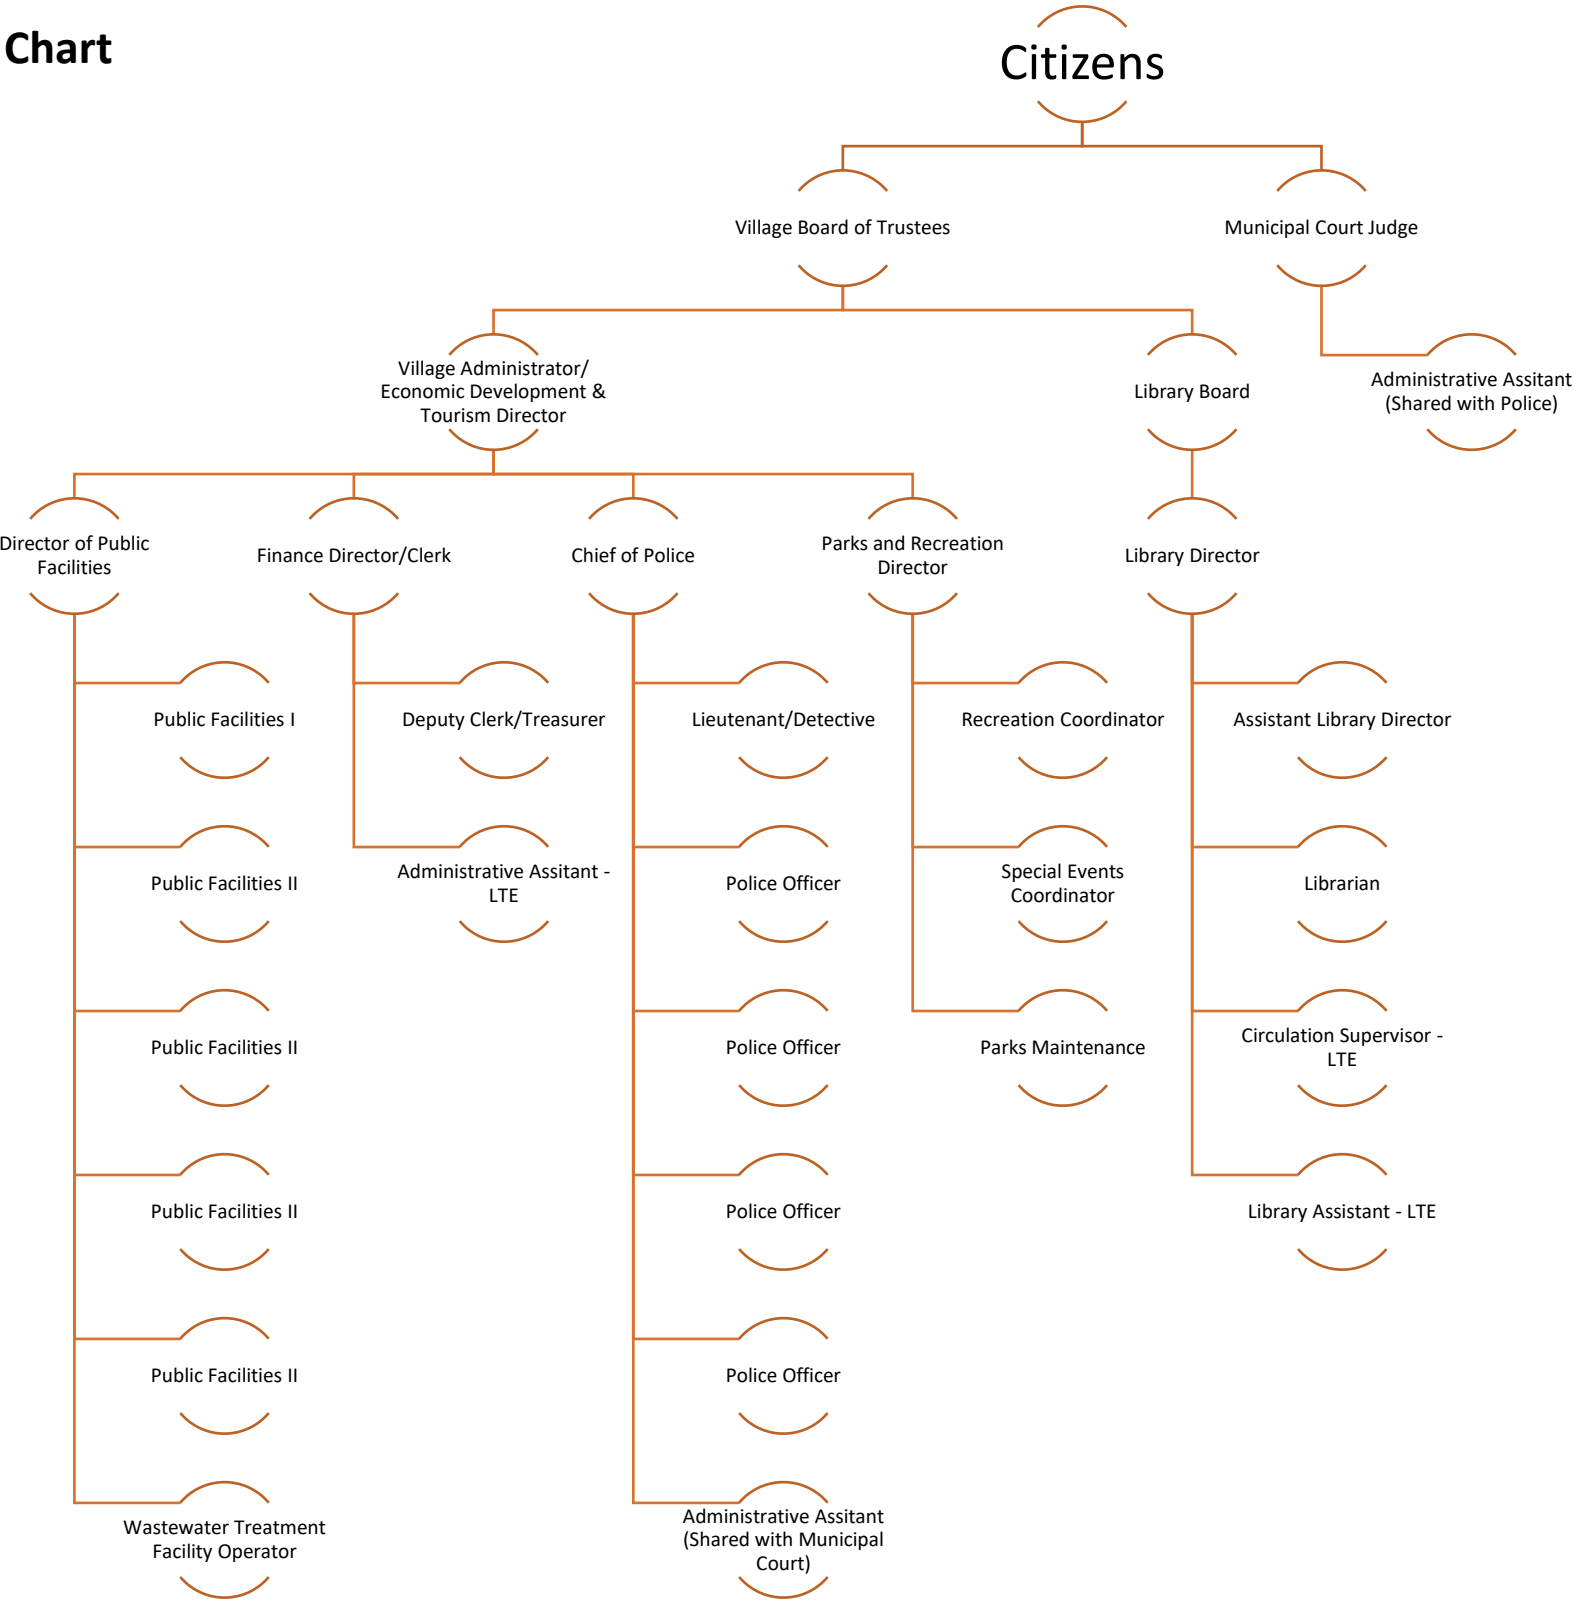 Chart
Citizens
Village Board of Trustees
Municipal Court Judge
Village Administrator/
Economic Development &
Tourism Director
Library Board
Administrative Assitant
(Shared with Police)
Director of Public
Facilities
Finance Director/Clerk
Chief of Police
Parks and Recreation
Director
Library Director
Public Facilities I
Deputy Clerk/Treasurer
Lieutenant/Detective
Recreation Coordinator
Assistant Library Director
Public Facilities II
Administrative Assitant -
LTE
Police Officer
Special Events
Coordinator
Librarian
Public Facilities II
Police Officer
Parks Maintenance
Circulation Supervisor -
LTE
Public Facilities II
Police Officer
Library Assistant - LTE
Public Facilities II
Police Officer
Wastewater Treatment
Facility Operator
Administrative Assitant
(Shared with Municipal
Court)